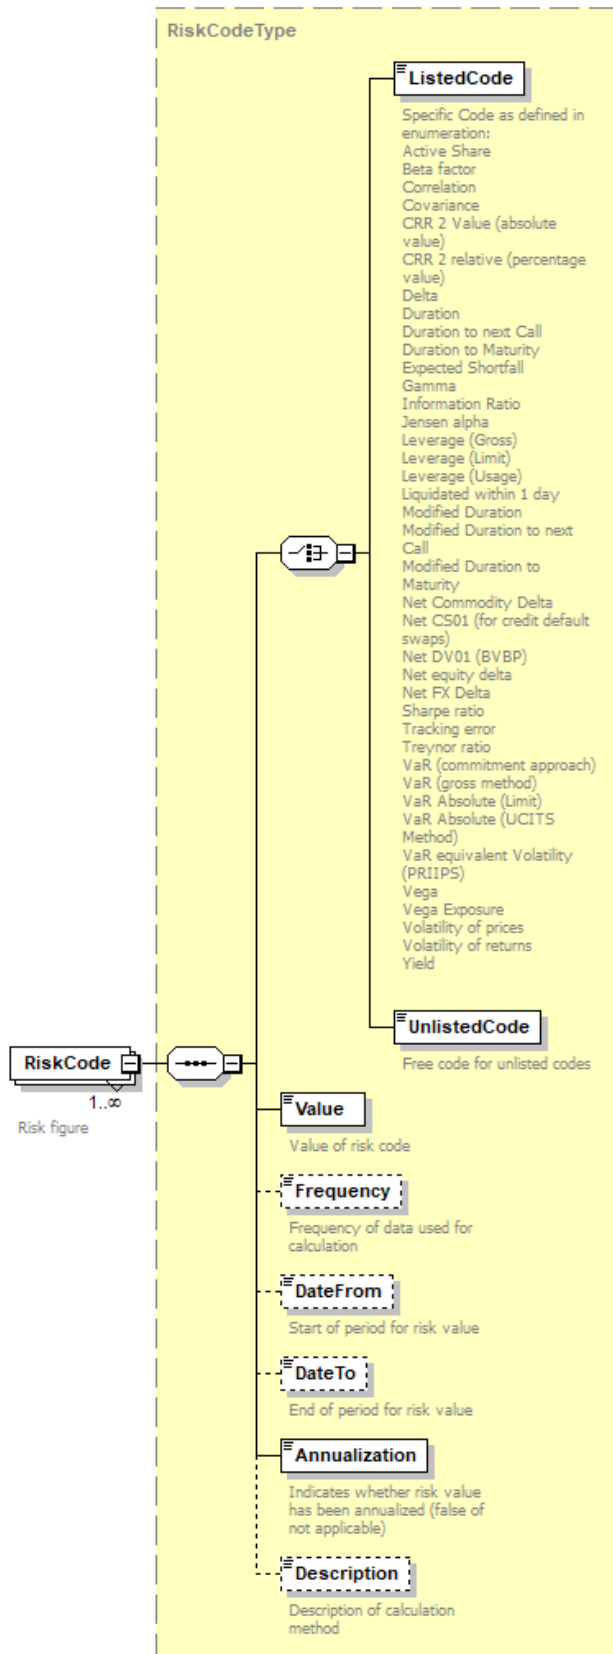 RiskCodeType
ListedCode
Specific Code as defined in
enumeration:
Active Share
Beta factor
Correlation
Covariance
CRR 2 Value (absolute
value)
CRR 2 relative (percentage
value)
Delta
Duration
Duration to next Call
Duration to Maturity
Expected Shortfall
Gamma
Information Ratio
Jensen alpha
Leverage (Gross)
Leverage (Limit)
Leverage (Usage)
Liquidated within 1 day
Modified Duration
Modified Duration to next
Call
Modified Duration to
Maturity
Net Commodity Delta
Net CS01 (for credit default
swaps)
Net DV01 (BVBP)
Net equity delta
Net FX Delta
Sharpe ratio
Tracking error
Treynor ratio
VaR (commitment approach)
VaR (gross method)
VaR Absolute (Limit)
VaR Absolute (UCITS
Method)
VaR equivalent Volatility
(PRIIPS)
Vega
Vega Exposure
Volatility of prices
Volatility of returns
Yield
UnlistedCode
Free code for unlisted codes
RiskCode
1..∞
Risk figure
Value
Value of risk code
Frequency
Frequency of data used for
calculation
DateFrom
Start of period for risk value
DateTo
End of period for risk value
Annualization
Indicates whether risk value
has been annualized (false of
not applicable)
Description
Description of calculation
method